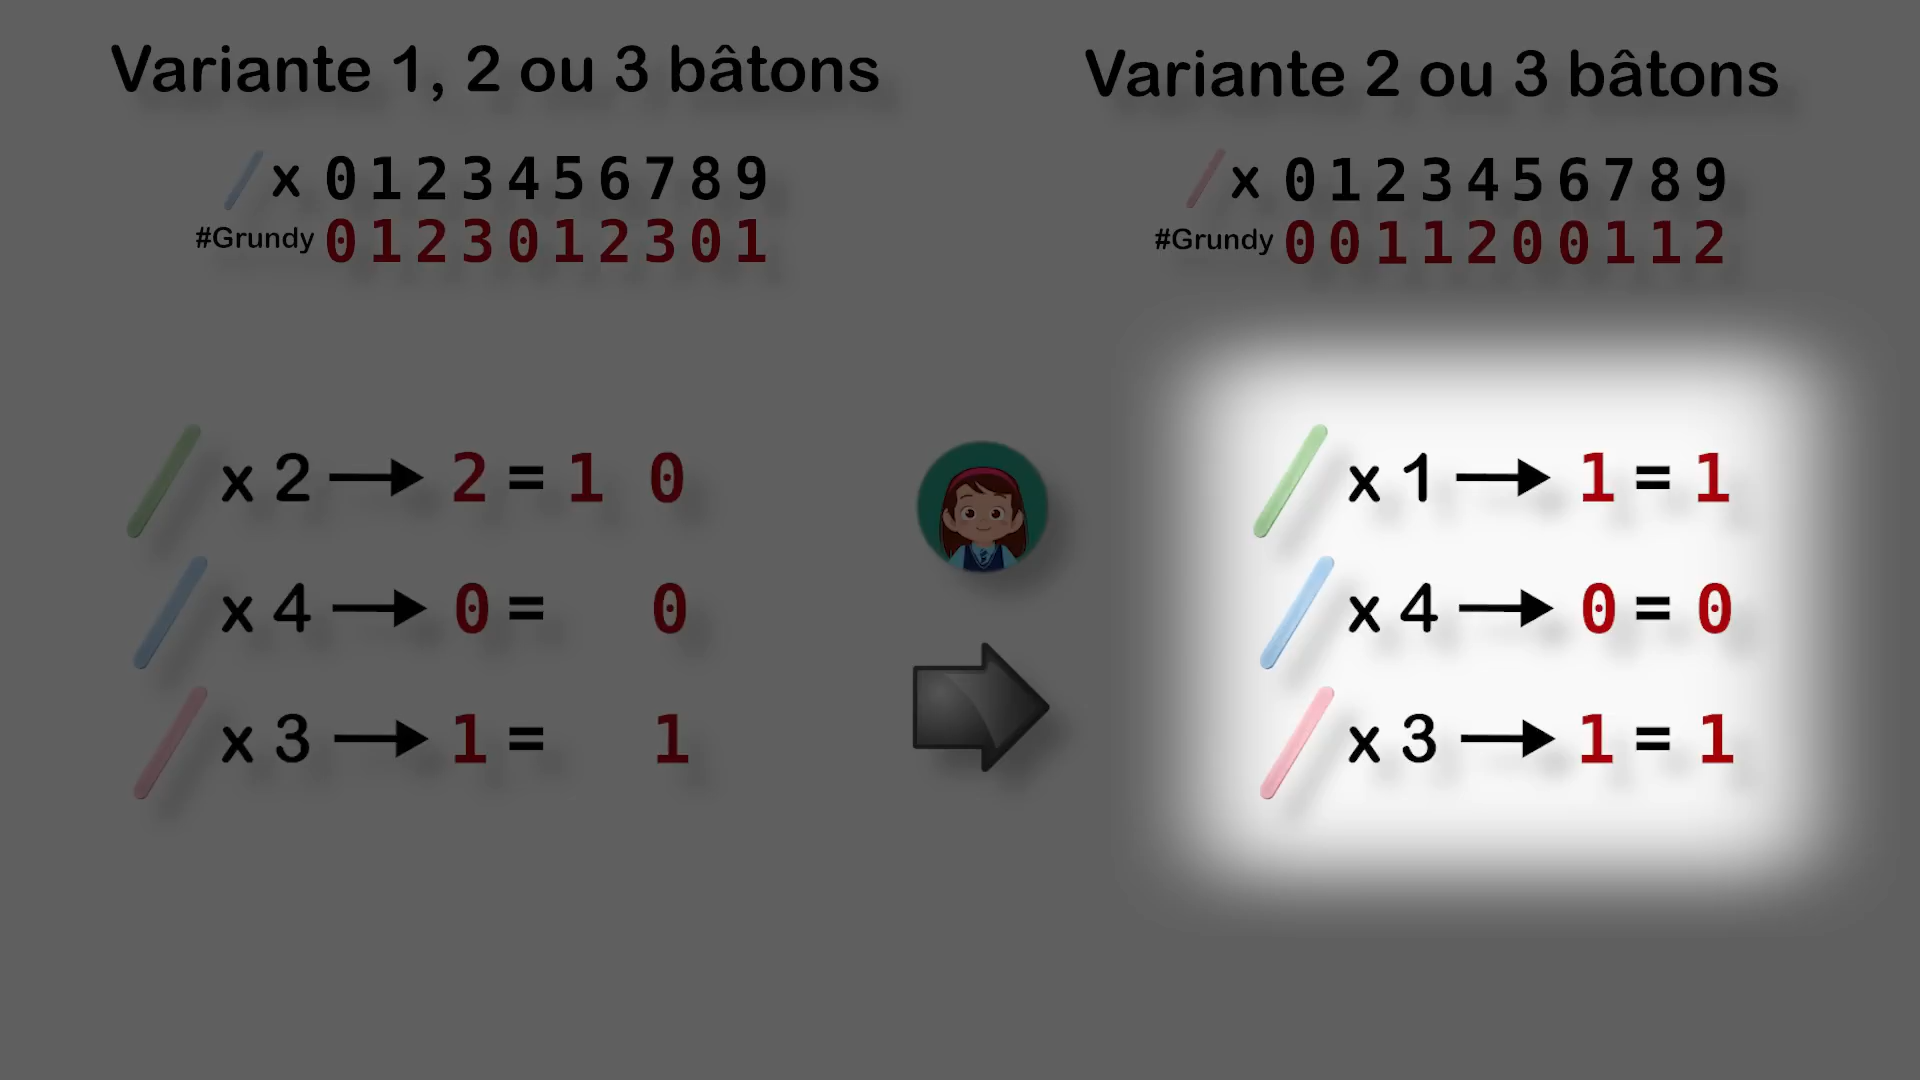 Variante 1, 2 ou 3 bâtons
x 0 1 2 3 4 5 6 7 8 9
#Grundy 0 1 2 3 0 1 2 3 0 1
x 2 → 2 = 1 0
x 4 → 0 = 0
x 3 → 1 = 1
Variante 2 ou 3 bâtons
x 0 1 2 3 4 5 6 7 8 9
#Grundy 0 0 1 1 2 0 0 1 1 2
x 1 → 1 = 1
x 4 → 0 = 0
x 3 → 1 = 1